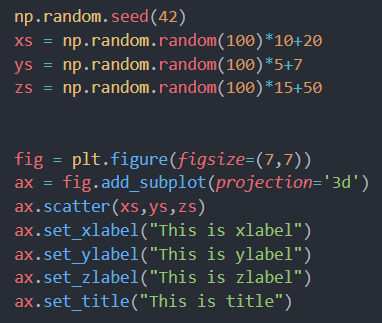 np.random.seed(42)
xs = np.random.random(100)*10+20
ys = np.random.random(100)*5+7
zs = np.random.random(100)*15+50
fig = plt.figure(figsize=(7,7))
ax = fig.add_subplot(projection='3d')
ax.scatter(xs,ys,zs)
ax.set_xlabel("This is xlabel")
ax.set_ylabel("This is ylabel")
ax.set_zlabel("This is zlabel")
ax.set_title("This is title")